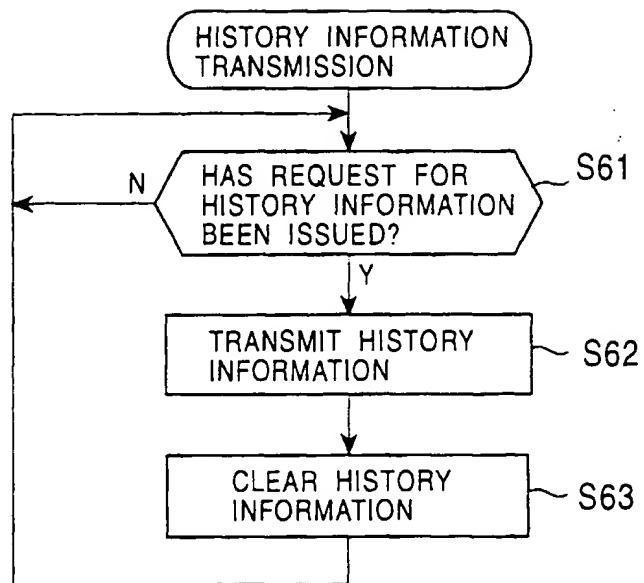 HISTORY INFORMATION
TRANSMISSION
HAS REQUEST FOR
HISTORY INFORMATION
BEEN ISSUED?
S61
N
Y
TRANSMIT HISTORY
INFORMATION
S62
CLEAR HISTORY
INFORMATION
S63